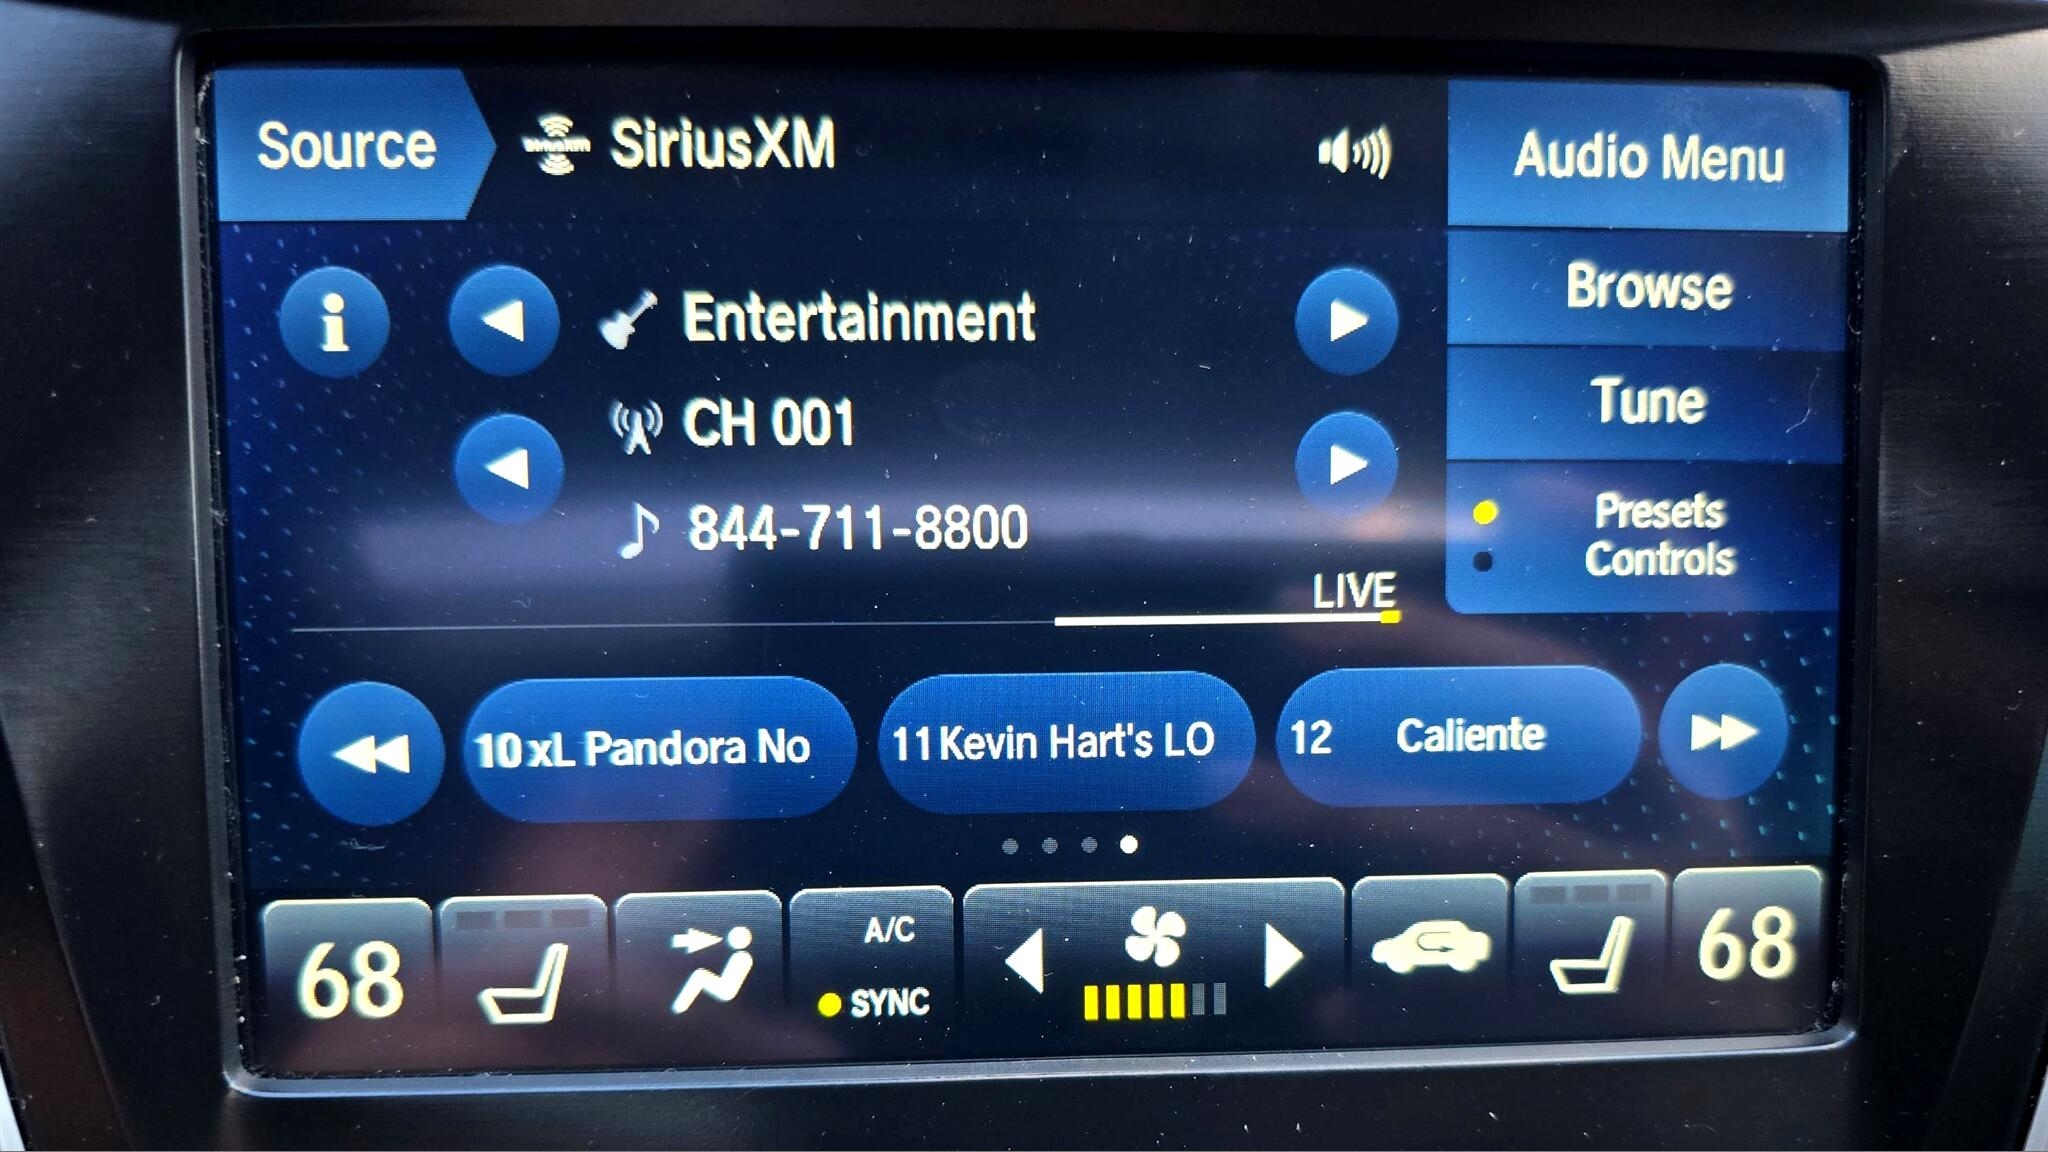 Source
SiriusXM
Audio Menu
Entertainment
Browse
CH 001
Tune
844-711-8800
Presets
Controls
LIVE
10 xL Pandora No
11 Kevin Hart's LO
12 Caliente
68
A/C
SYNC
68